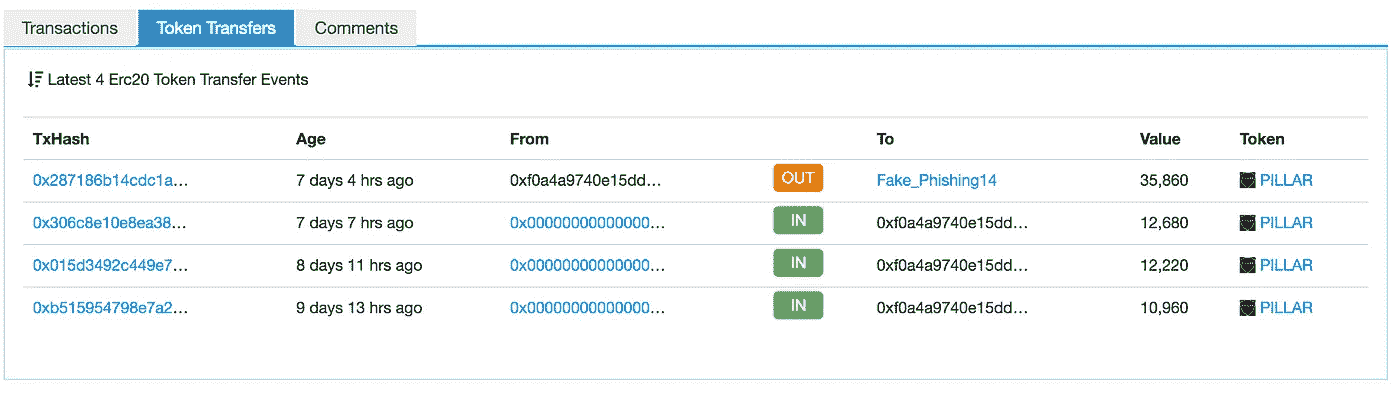 Transactions Token Transfers Comments
Latest 4 Erc20 Token Transfer Events
TxHash Age From To Value Token
0x287186b14cdc1a... 7 days 4 hrs ago 0xf0a4a9740e15dd... OUT Fake_Phishing14 35,860 PILLAR
0x306c8e10e8ea38... 7 days 7 hrs ago 0x00000000000000... IN 0xf0a4a9740e15dd... 12,680 PILLAR
0x015d3492c449e7... 8 days 11 hrs ago 0x00000000000000... IN 0xf0a4a9740e15dd... 12,220 PILLAR
0xb515954798e7a2... 9 days 13 hrs ago 0x00000000000000... IN 0xf0a4a9740e15dd... 10,960 PILLAR